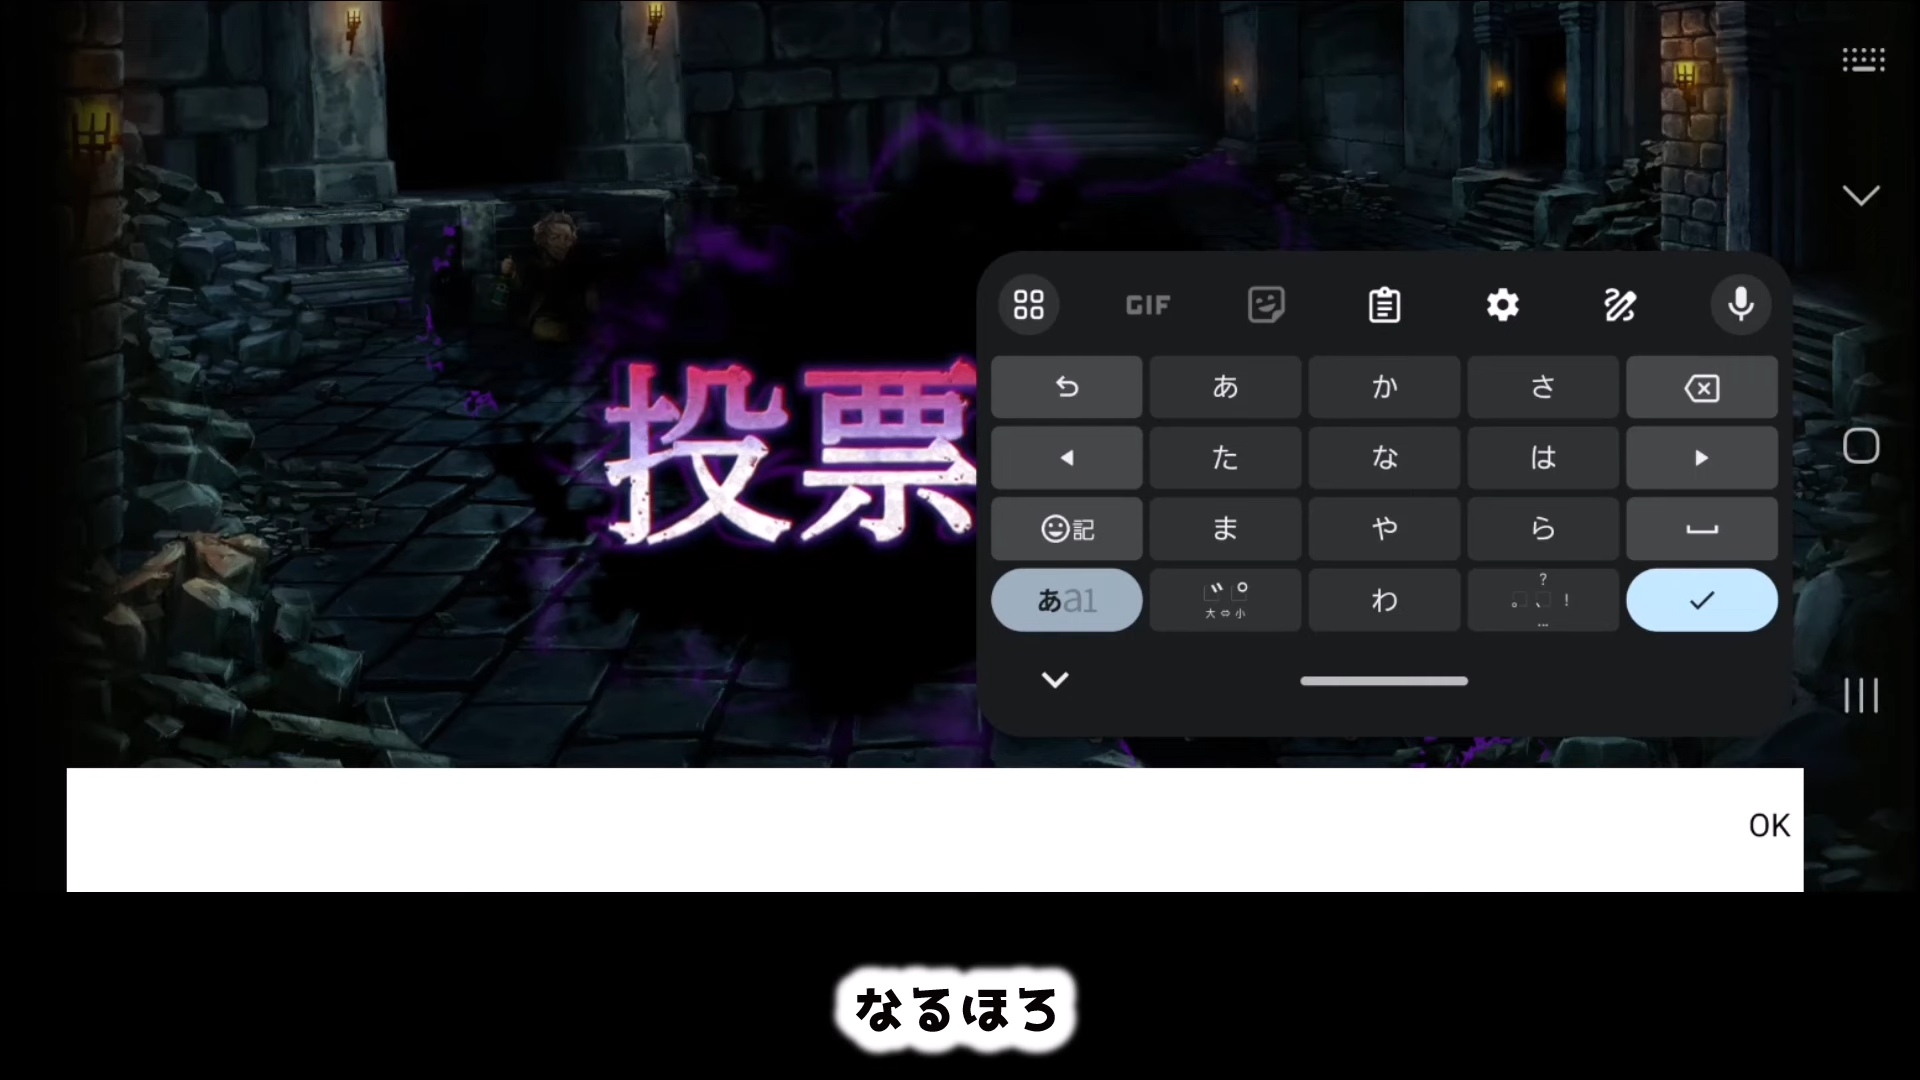 GIF
投票
あ
か
さ
た
な
は
記
ま
や
ら
あa1
゛゜
大⇔小
わ
。、?!…
OK
なるほろ